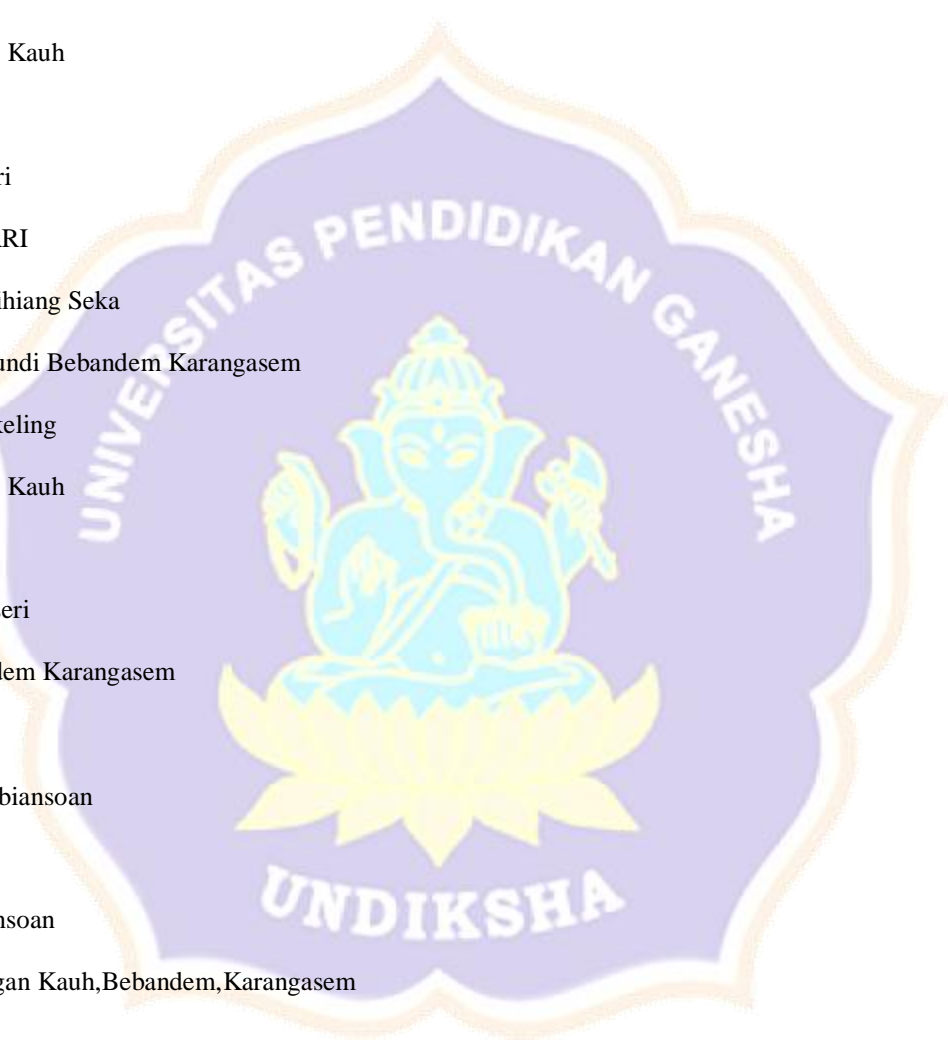 Kauh
ri
RI
UNIVERSITAS PENDIDIKAN GANESHA
hiang Seka
undi Bebandem Karangasem
keling
Kauh
eri
dem Karangasem
biansoan
UNDIKSHA
nsoan
gan Kauh,Bebandem,Karangasem